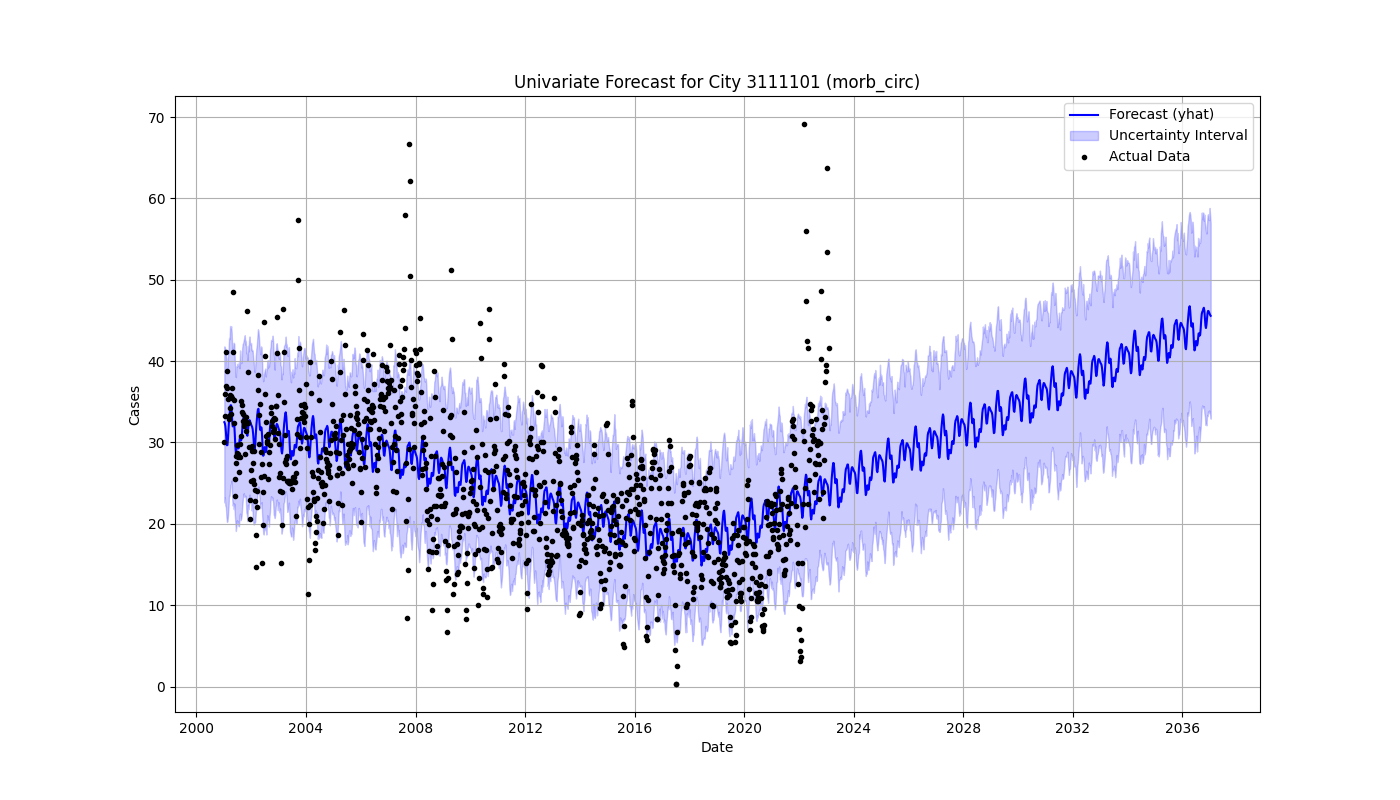 Univariate Forecast for City 3111101 (morb_circ)
Forecast (yhat)
Uncertainty Interval
Actual Data
Cases
70
60
50
40
30
20
10
0
2000 2004 2008 2012 2016 2020 2024 2028 2032 2036
Date